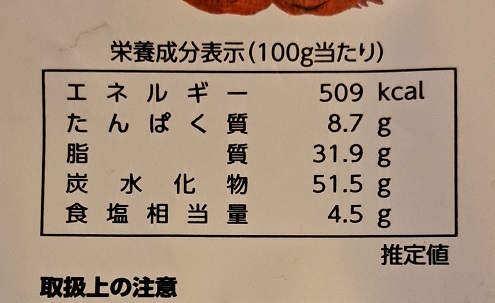 栄養成分表示(100g当たり)
エネルギー 509 kcal
たんぱく質 8.7 g
脂質 31.9 g
炭水化物 51.5 g
食塩相当量 4.5 g
推定値
取扱上の注意